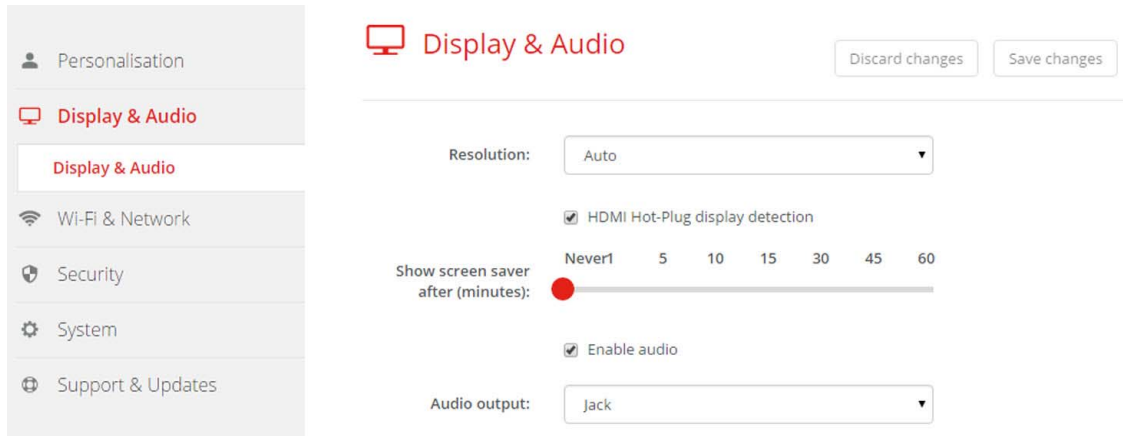 Personalisation
Display & Audio
Display & Audio
Wi-Fi & Network
Security
System
Support & Updates
Display & Audio
Discard changes
Save changes
Resolution:
Auto
HDMI Hot-Plug display detection
Show screen saver
after (minutes):
Never1 5 10 15 30 45 60
Enable audio
Audio output:
Jack